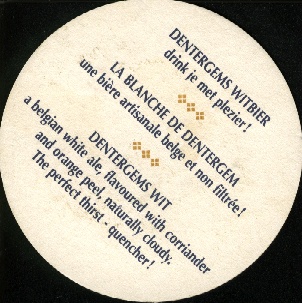 DENTERGEMS WITBIER
drink je met plezier!
LA BLANCHE DE DENTERGEM
une bière artisanale belge et non filtrée!
DENTERGEMS WIT
a belgian white ale, flavoured with corriander
and orange peel, naturally cloudy.
The perfect thirst - quencher!